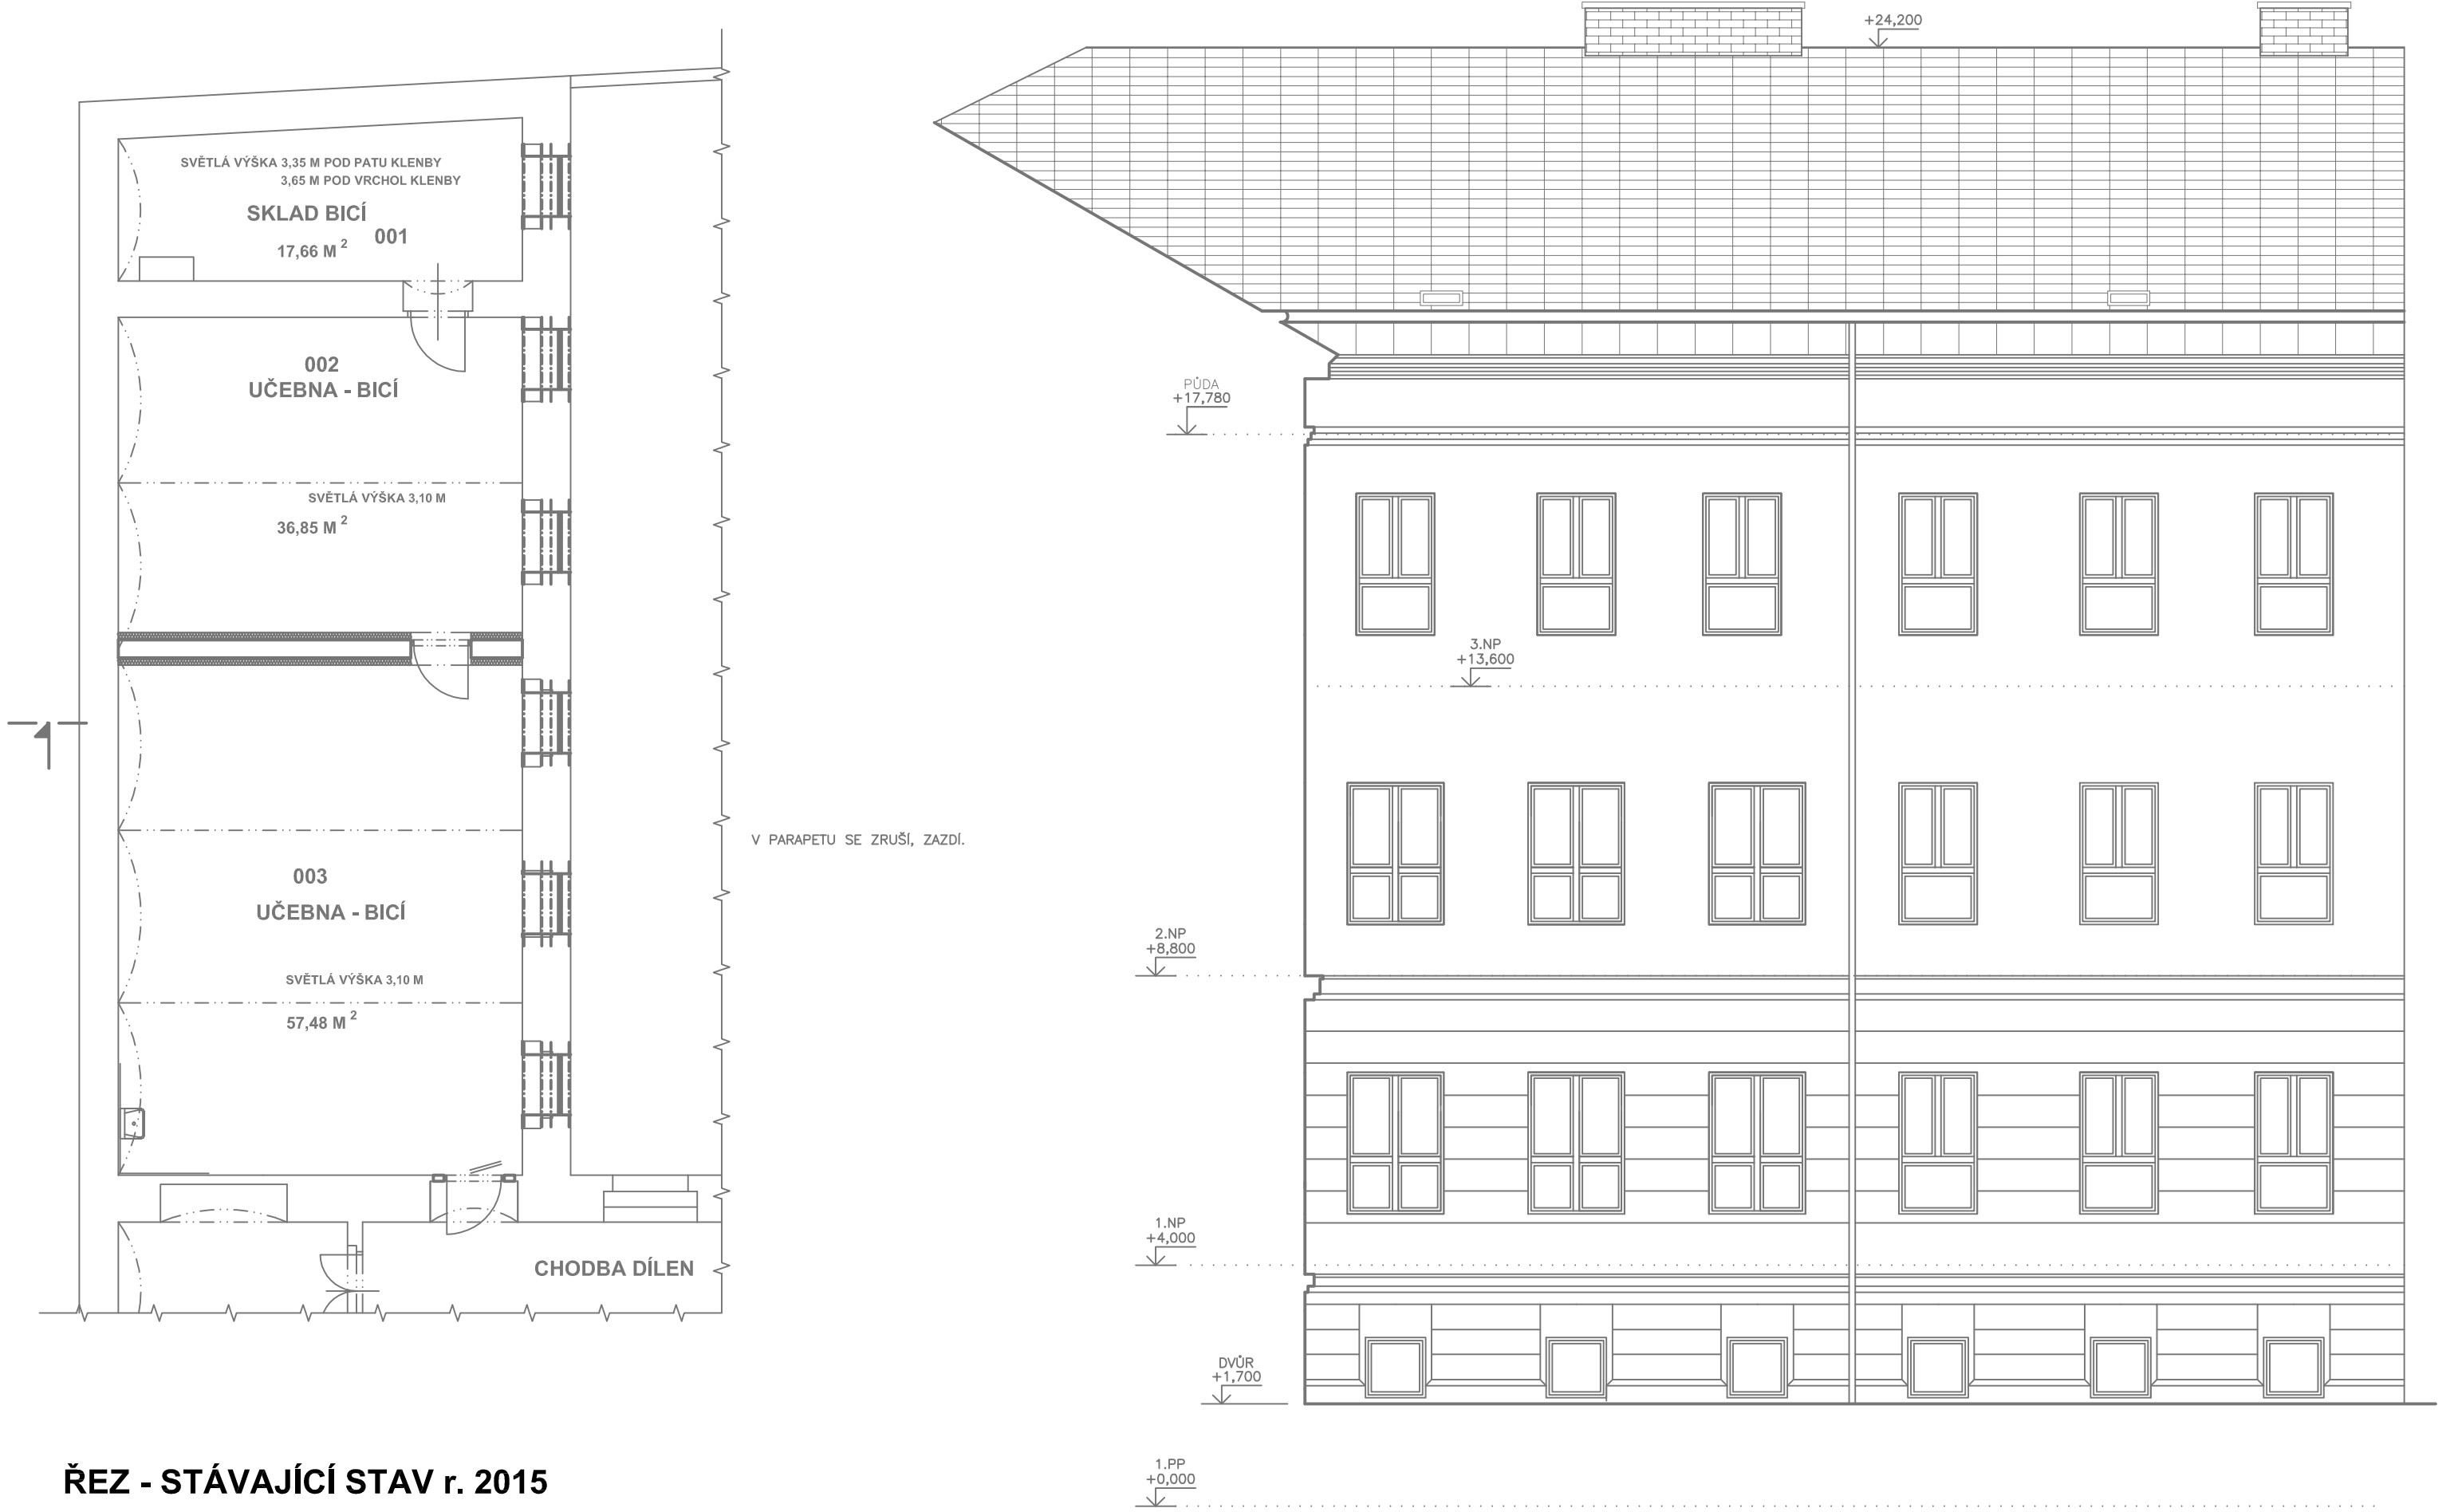 SVĚTLÁ VÝŠKA 3,35 M POD PATU KLENBY
3,65 M POD VRCHOL KLENBY
SKLAD BICÍ
001
17,66 M 2
002
UČEBNA - BICÍ
SVĚTLÁ VÝŠKA 3,10 M
36,85 M 2
003
UČEBNA - BICÍ
SVĚTLÁ VÝŠKA 3,10 M
57,48 M 2
CHODBA DÍLEN
V PARAPETU SE ZRUŠÍ, ZAZDÍ.
+24,200
PŮDA
+17,780
3.NP
+13,600
2.NP
+8,800
1.NP
+4,000
DVŮR
+1,700
1.PP
+0,000
ŘEZ - STÁVAJÍCÍ STAV r. 2015